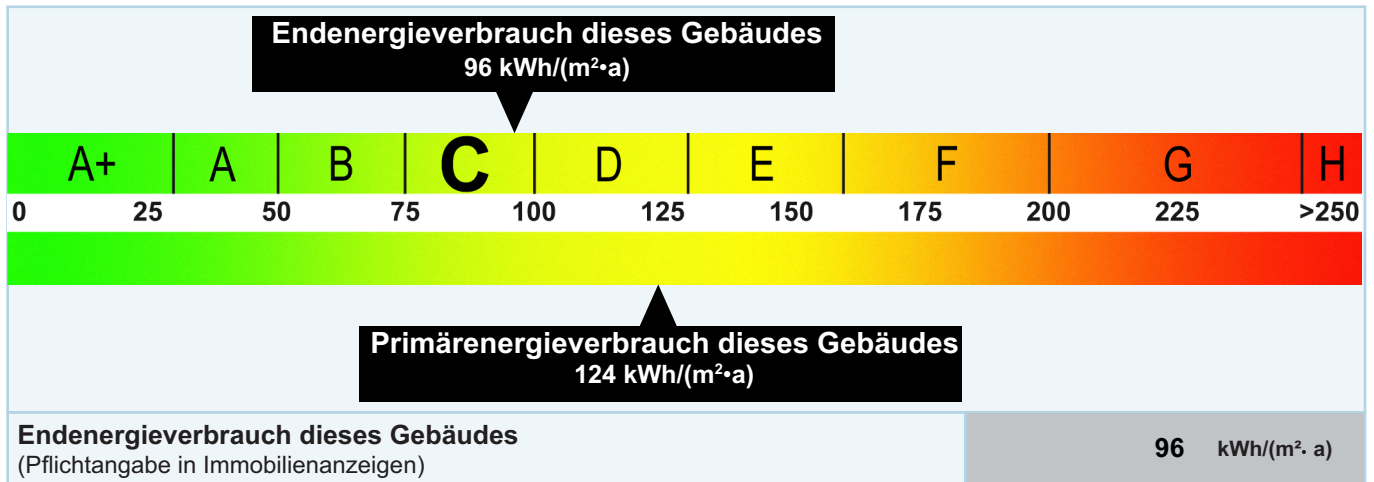 Endenergieverbrauch dieses Gebäudes
96 kWh/(m²•a)
A+ A B C D E F G H
0 25 50 75 100 125 150 175 200 225 >250
Primärenergieverbrauch dieses Gebäudes
124 kWh/(m²•a)
Endenergieverbrauch dieses Gebäudes
(Pflichtangabe in Immobilienanzeigen)
96 kWh/(m²· a)